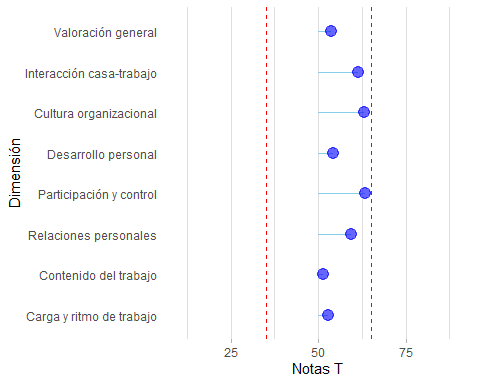 Valoración general
Interacción casa-trabajo
Cultura organizacional
Desarrollo personal
Participación y control
Relaciones personales
Contenido del trabajo
Carga y ritmo de trabajo
Dimensión
25 50 75
Notas T